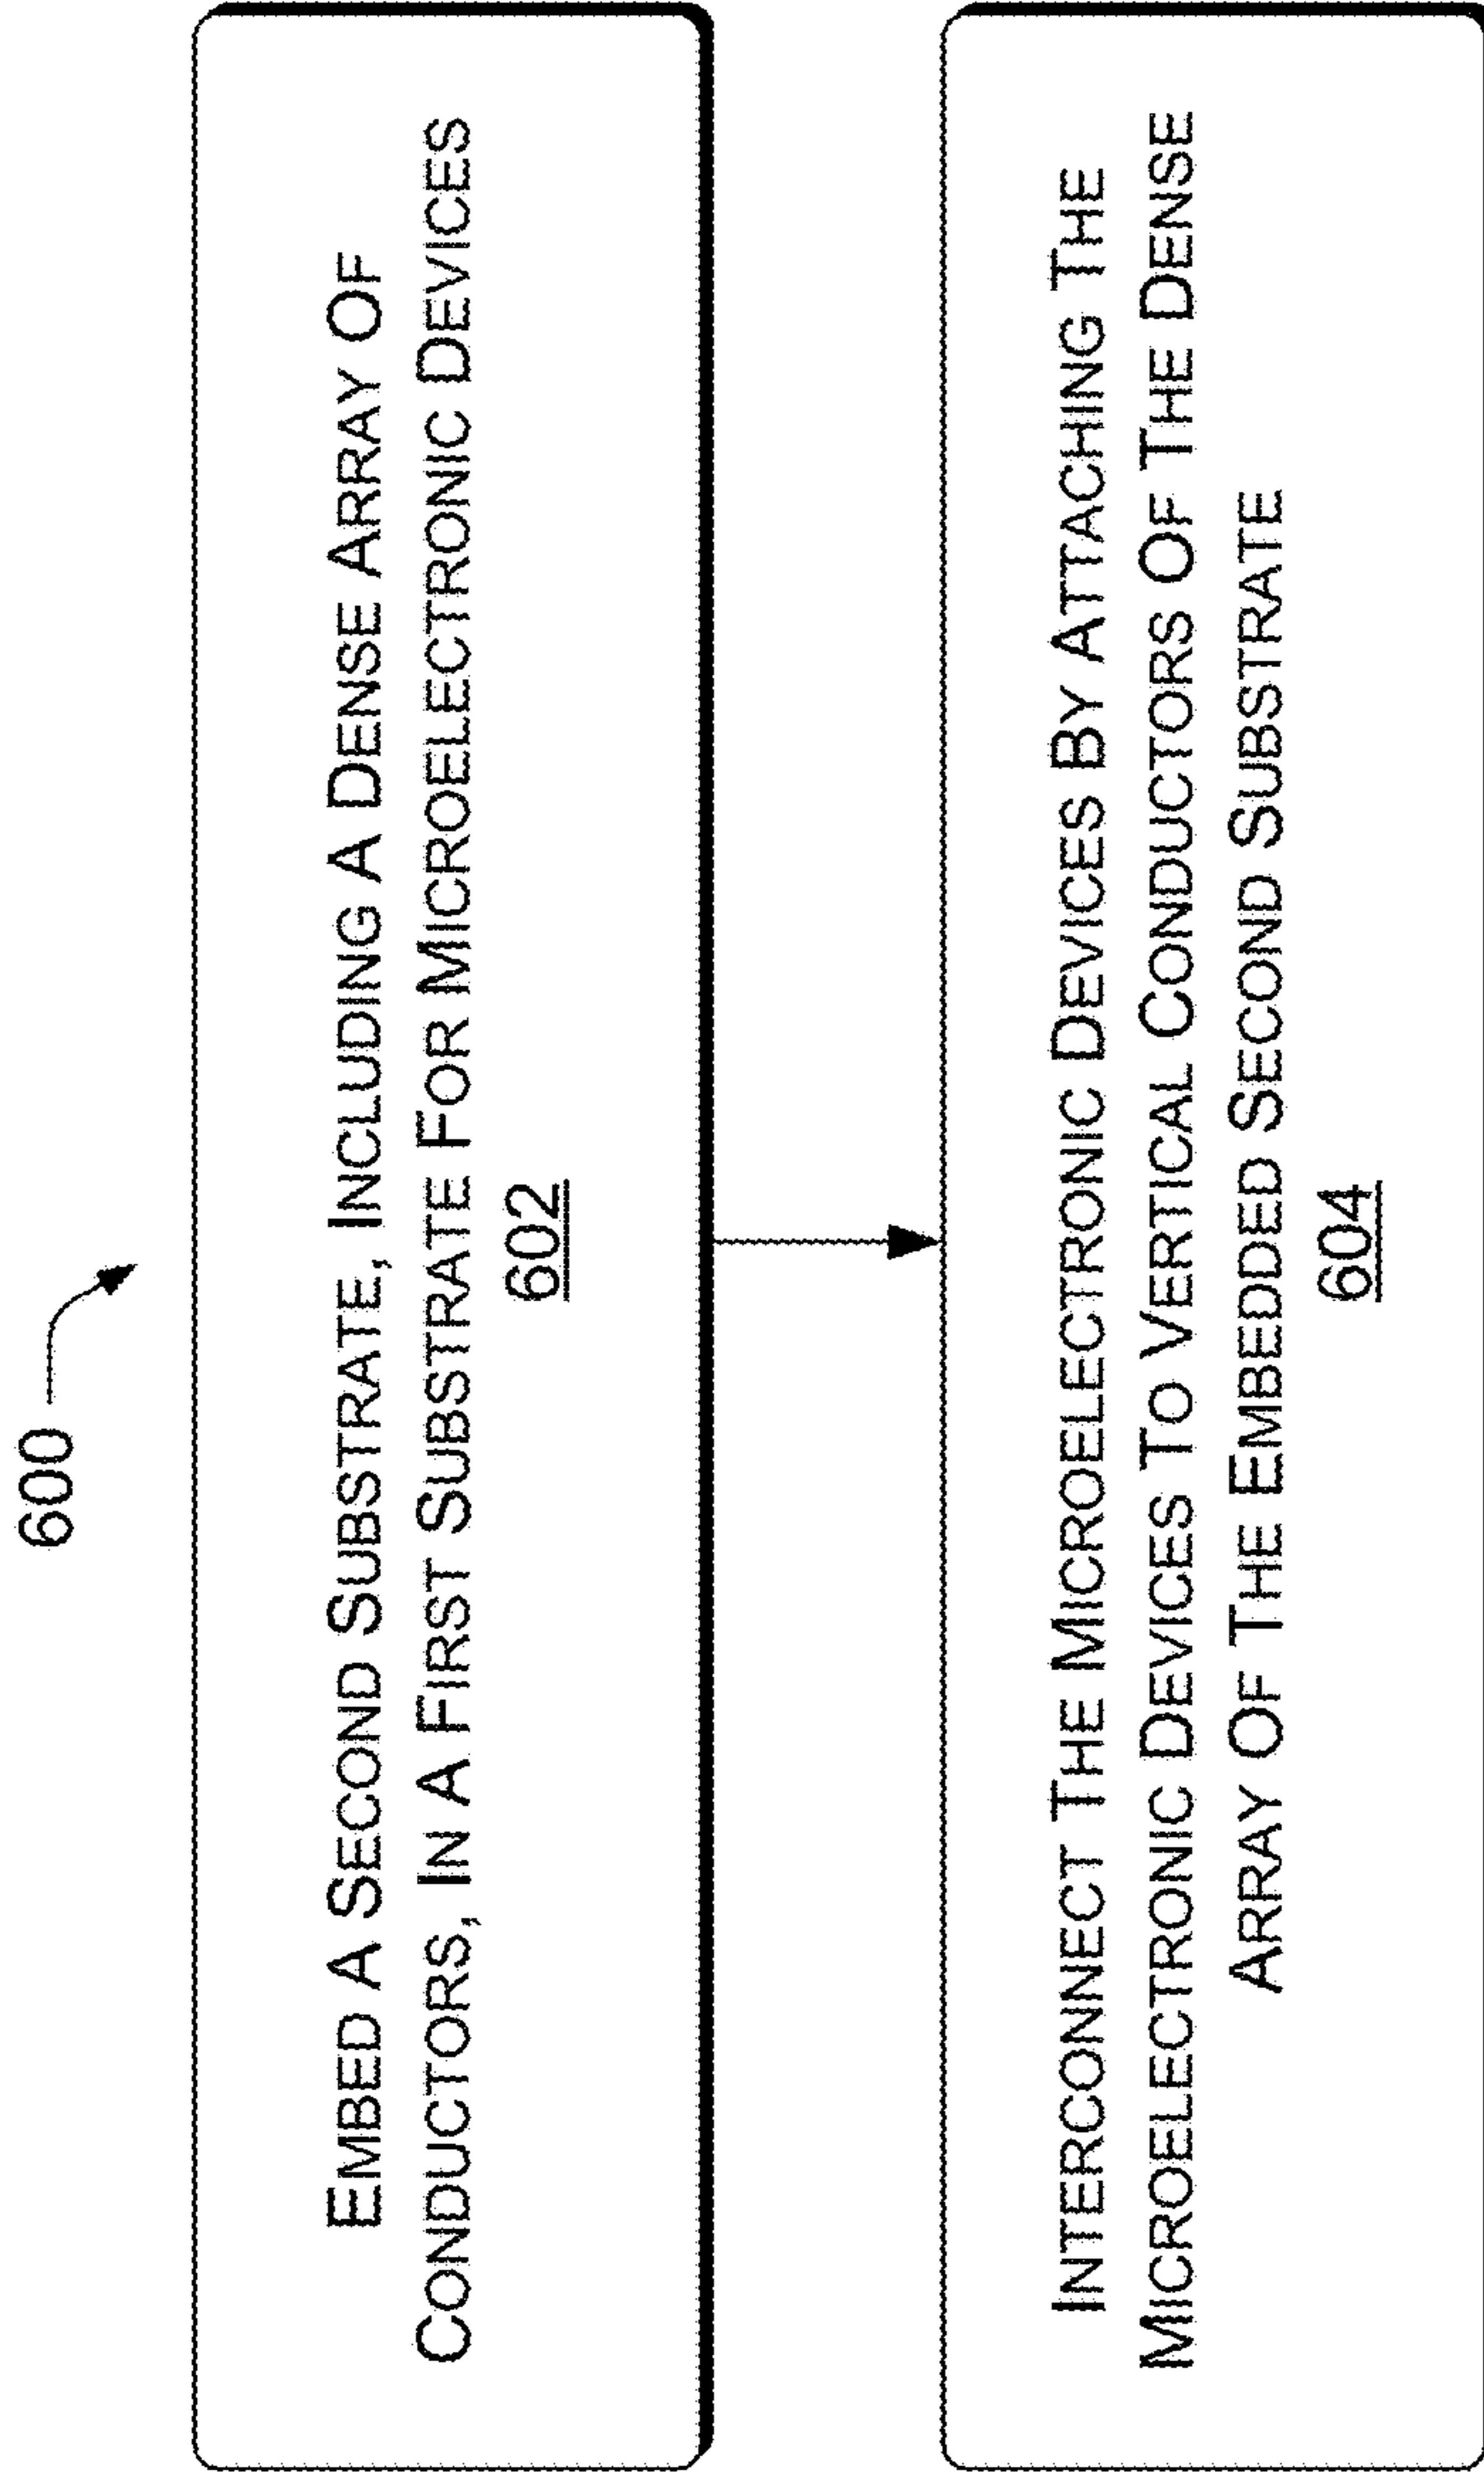 600
EMBED A SECOND SUBSTRATE, INCLUDING A DENSE ARRAY OF
CONDUCTORS, IN A FIRST SUBSTRATE FOR MICROELECTRONIC DEVICES
602
INTERCONNECT THE MICROELECTRONIC DEVICES BY ATTACHING THE
MICROELECTRONIC DEVICES TO VERTICAL CONDUCTORS OF THE DENSE
ARRAY OF THE EMBEDDED SECOND SUBSTRATE
604